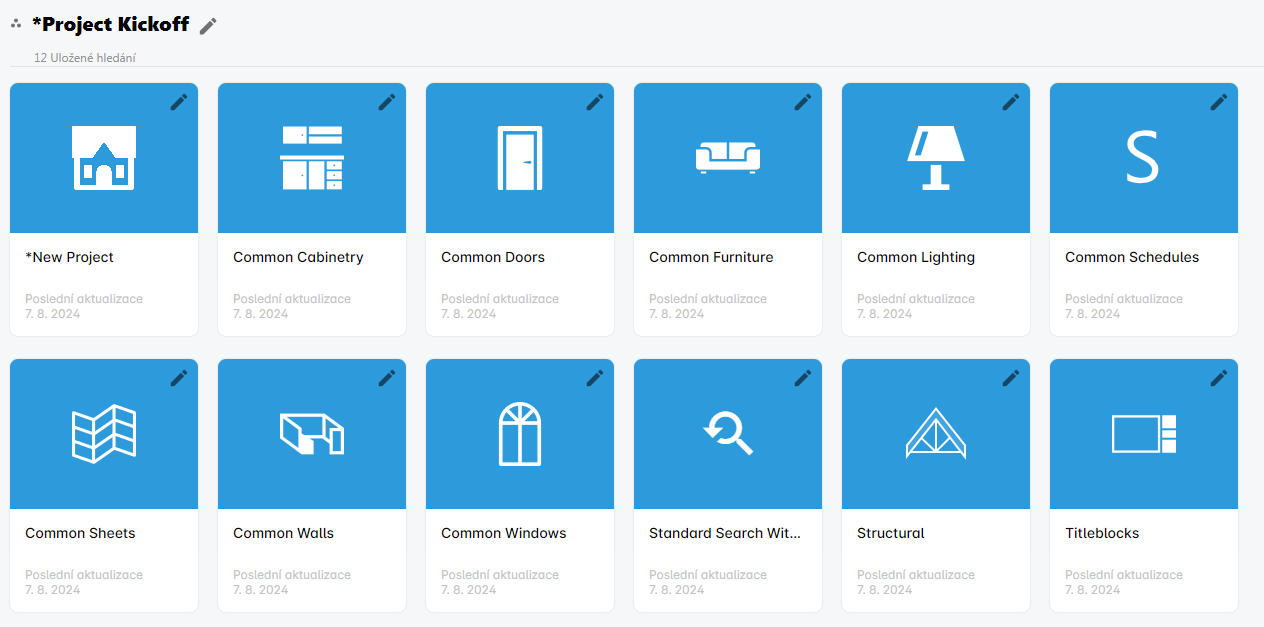 *Project Kickoff
12 Uložené hledání
S
*New Project
Poslední aktualizace
7. 8. 2024
Common Cabinetry
Poslední aktualizace
7. 8. 2024
Common Doors
Poslední aktualizace
7. 8. 2024
Common Furniture
Poslední aktualizace
7. 8. 2024
Common Lighting
Poslední aktualizace
7. 8. 2024
Common Schedules
Poslední aktualizace
7. 8. 2024
Common Sheets
Poslední aktualizace
7. 8. 2024
Common Walls
Poslední aktualizace
7. 8. 2024
Common Windows
Poslední aktualizace
7. 8. 2024
Standard Search Wit...
Poslední aktualizace
7. 8. 2024
Structural
Poslední aktualizace
7. 8. 2024
Titleblocks
Poslední aktualizace
7. 8. 2024